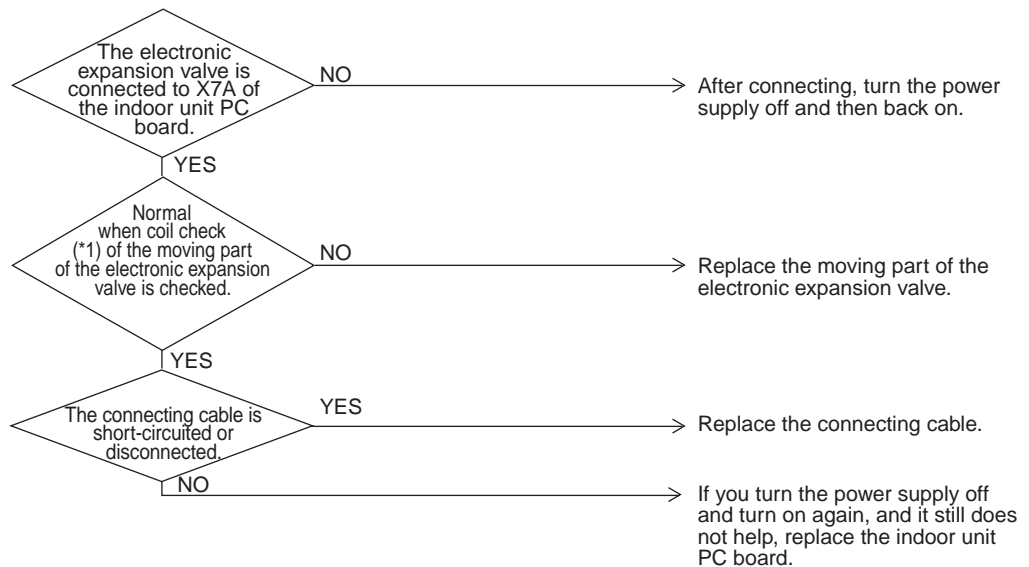 The electronic
expansion valve is
connected to X7A of
the indoor unit PC
board.
NO
After connecting, turn the power
supply off and then back on.
YES
Normal
when coil check
(*1) of the moving part
of the electronic expansion
valve is checked.
NO
Replace the moving part of the
electronic expansion valve.
YES
The connecting cable is
short-circuited or
disconnected.
YES
Replace the connecting cable.
NO
If you turn the power supply off
and turn on again, and it still does
not help, replace the indoor unit
PC board.